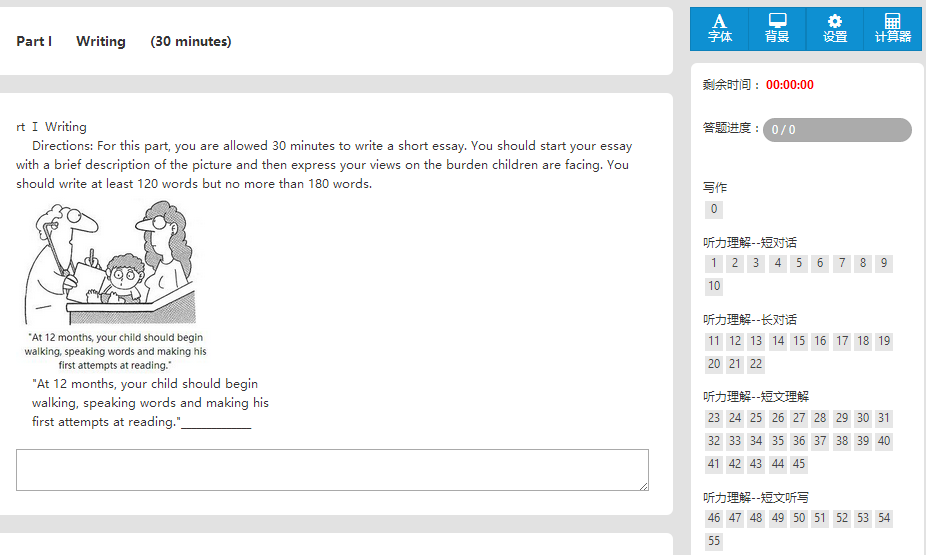 Part I Writing (30 minutes)
rt I Writing
Directions: For this part, you are allowed 30 minutes to write a short essay. You should start your essay
with a brief description of the picture and then express your views on the burden children are facing. You
should write at least 120 words but no more than 180 words.
"At 12 months, your child should begin
walking, speaking words and making his
first attempts at reading."
"At 12 months, your child should begin
walking, speaking words and making his
first attempts at reading."___________
字体 背景 设置 计算器
剩余时间： 00:00:00
答题进度： 0 / 0
写作
0
听力理解--短对话
1 2 3 4 5 6 7 8 9
10
听力理解--长对话
11 12 13 14 15 16 17 18 19
20 21 22
听力理解--短文理解
23 24 25 26 27 28 29 30 31
32 33 34 35 36 37 38 39 40
41 42 43 44 45
听力理解--短文听写
46 47 48 49 50 51 52 53 54
55